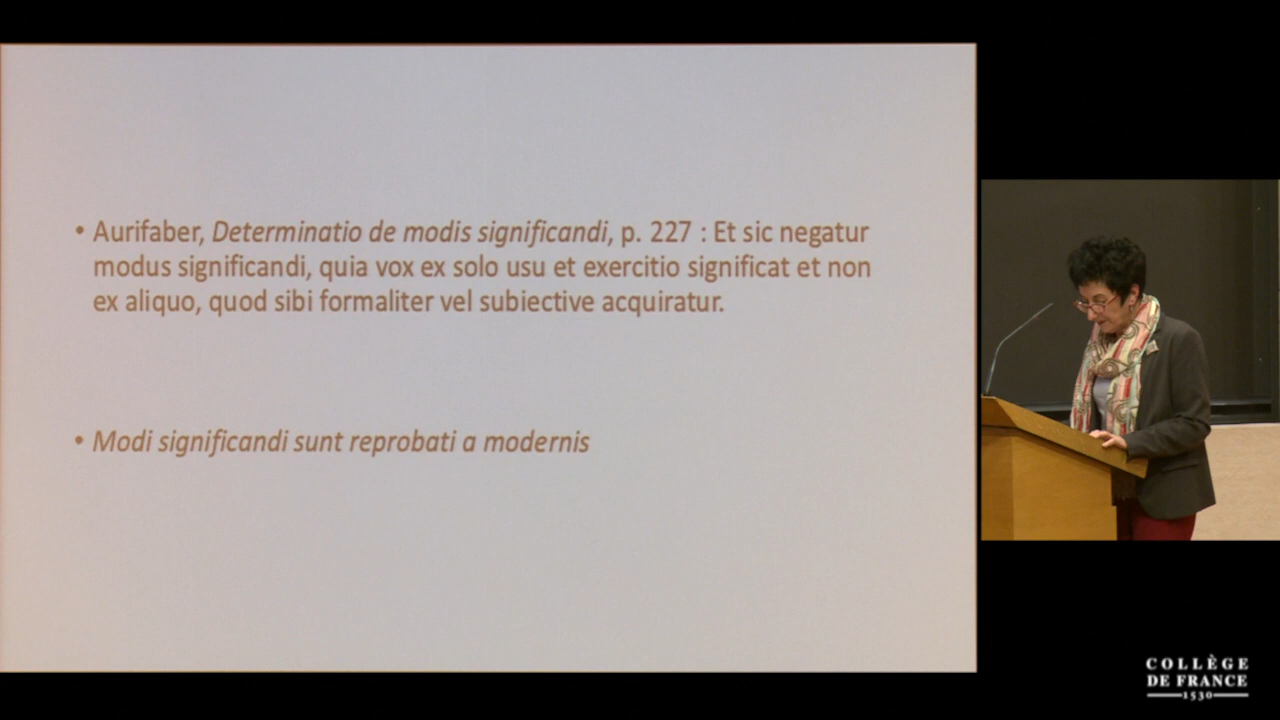 • Aurifaber, Determinatio de modis significandi, p. 227 : Et sic negatur
modus significandi, quia vox ex solo usu et exercitio significat et non
ex aliquo, quod sibi formaliter vel subiective acquiratur.
• Modi significandi sunt reprobati a modernis
COLLÈGE
DE FRANCE
1530